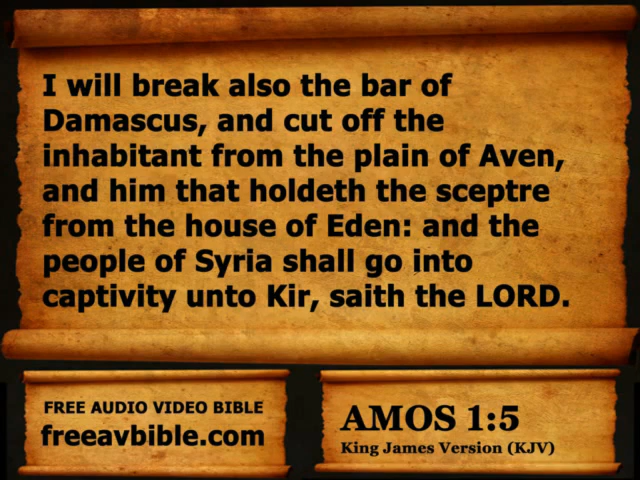 I will break also the bar of
Damascus, and cut off the
inhabitant from the plain of Aven,
and him that holdeth the sceptre
from the house of Eden: and the
people of Syria shall go into
captivity unto Kir, saith the LORD.
FREE AUDIO VIDEO BIBLE
freeavbible.com
AMOS 1:5
King James Version (KJV)